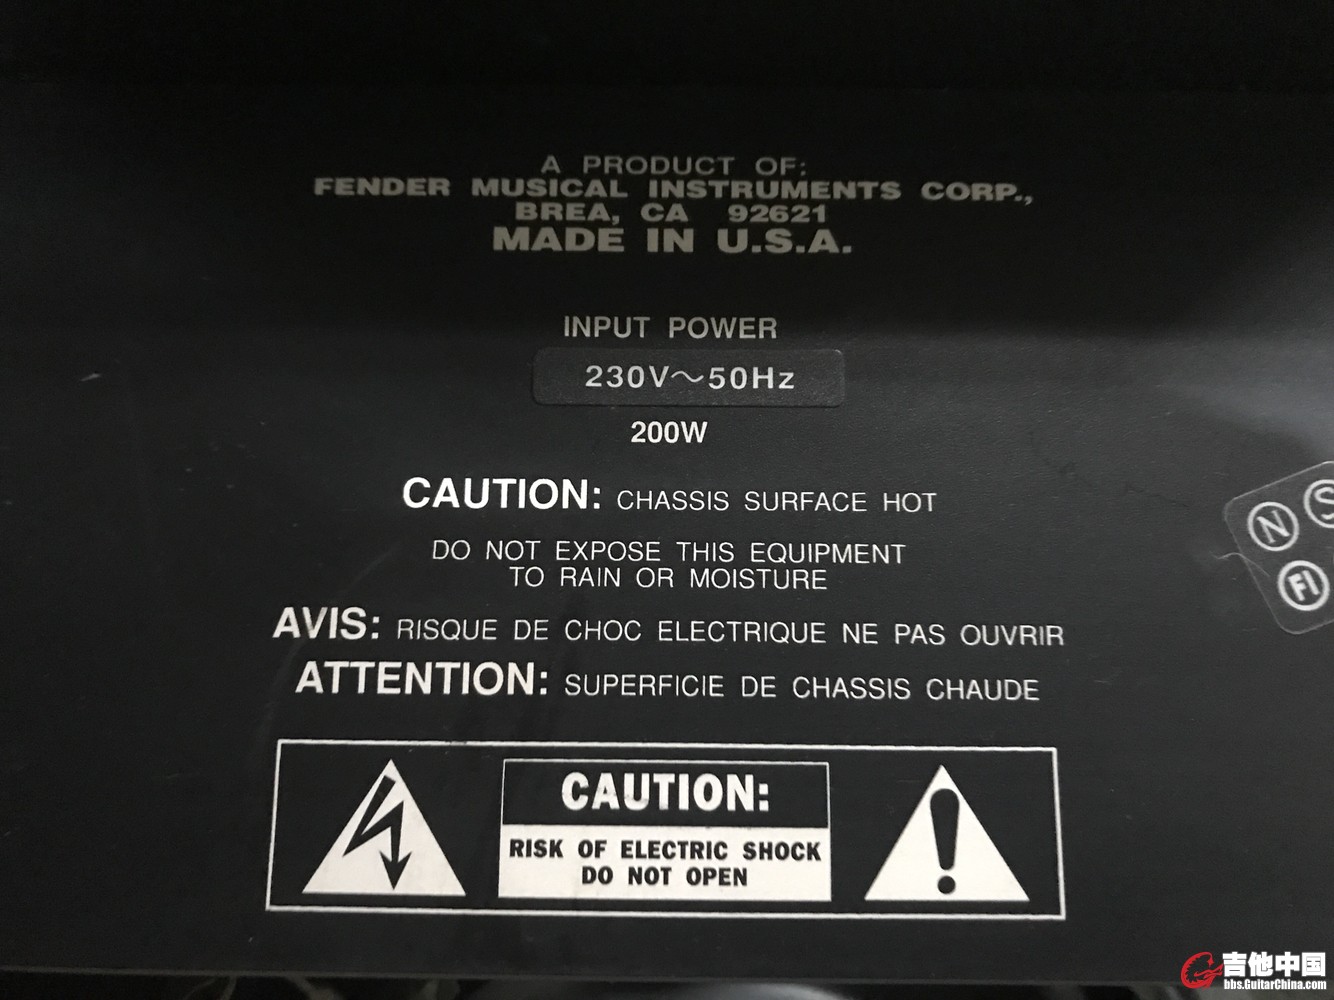 A PRODUCT OF:
FENDER MUSICAL INSTRUMENTS CORP.,
BREA, CA 92621
MADE IN U.S.A.
INPUT POWER
230V～50Hz
200W
CAUTION: CHASSIS SURFACE HOT
DO NOT EXPOSE THIS EQUIPMENT
TO RAIN OR MOISTURE
N S
FI
AVIS: RISQUE DE CHOC ELECTRIQUE NE PAS OUVRIR
ATTENTION: SUPERFICIE DE CHASSIS CHAUDE
CAUTION:
RISK OF ELECTRIC SHOCK
DO NOT OPEN
吉他中国
bbs.GuitarChina.com